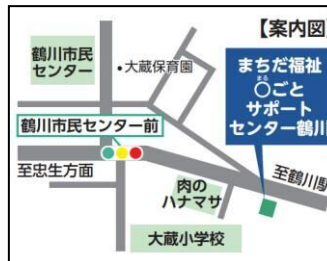 【案内図
鶴川市民
センター
・大蔵保育園
まちだ福祉
まる
〇ごと
サポート
センター鶴川
鶴川市民センター前
至忠生方面
至鶴川駅
肉の
ハナマサ
大蔵小学校